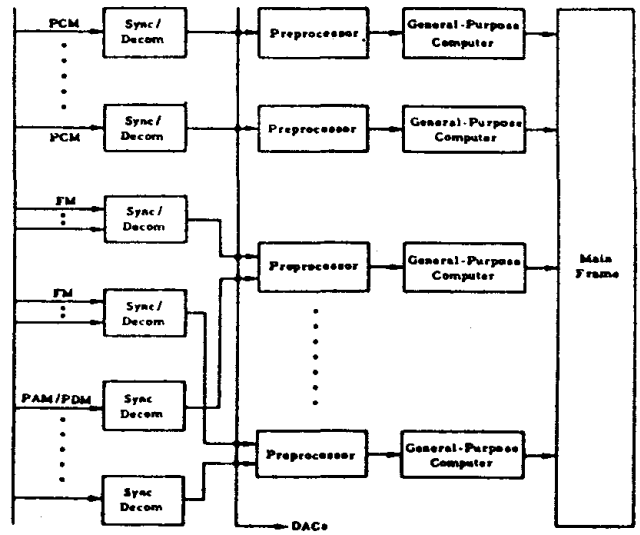 PCM
Sync/
Decom
Preprocessor
General-Purpose
Computer
PCM
Sync/
Decom
Preprocessor
General-Purpose
Computer
FM
Sync/
Decom
Preprocessor
General-Purpose
Computer
Main
Frame
FM
Sync/
Decom
PAM/PDM
Sync
Decom
Preprocessor
General-Purpose
Computer
Sync
Decom
DACs